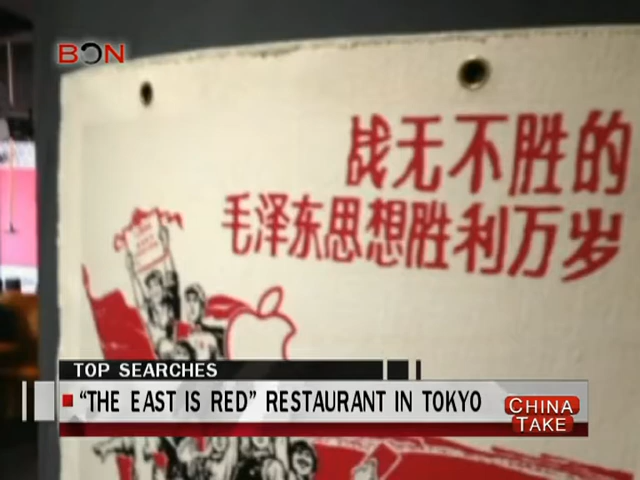 BON
战无不胜的
毛泽东思想胜利万岁
TOP SEARCHES
“THE EAST IS RED” RESTAURANT IN TOKYO
CHINA
TAKE